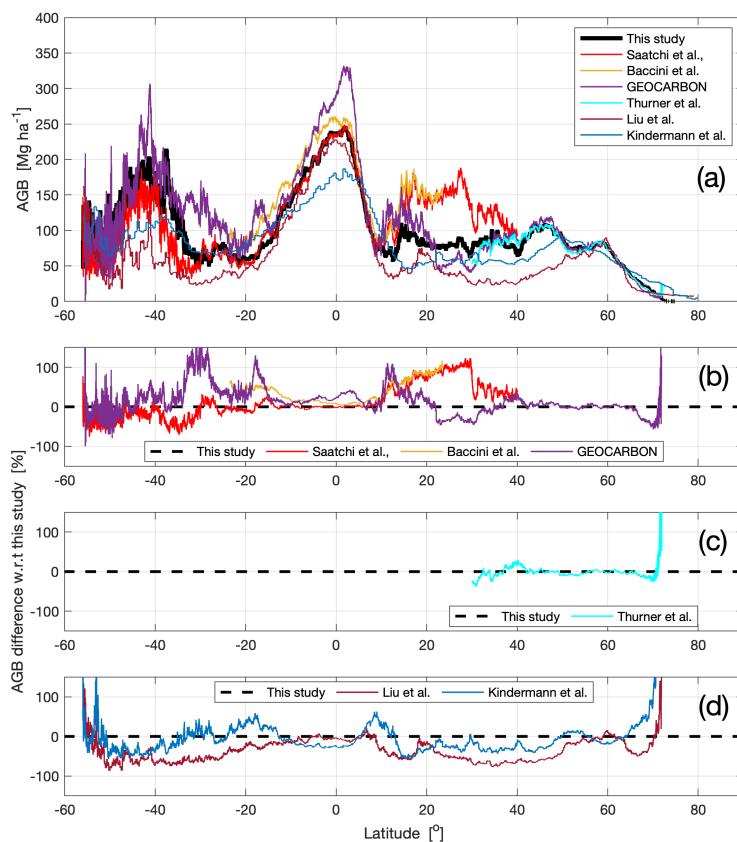 400
350
300
250
200
150
100
50
0
AGB [Mg ha⁻¹]
This study
Saatchi et al.,
Baccini et al.
GEOCARBON
Thurner et al.
Liu et al.
Kindermann et al.
(a)
-60 -40 -20 0 20 40 60 80
100
0
-100
(b)
This study Saatchi et al., Baccini et al. GEOCARBON
-60 -40 -20 0 20 40 60 80
AGB difference w.r.t this study [%]
100
0
-100
(c)
This study Thurner et al.
-60 -40 -20 0 20 40 60 80
100
0
-100
This study Liu et al. Kindermann et al.
(d)
-60 -40 -20 0 20 40 60 80
Latitude [°]